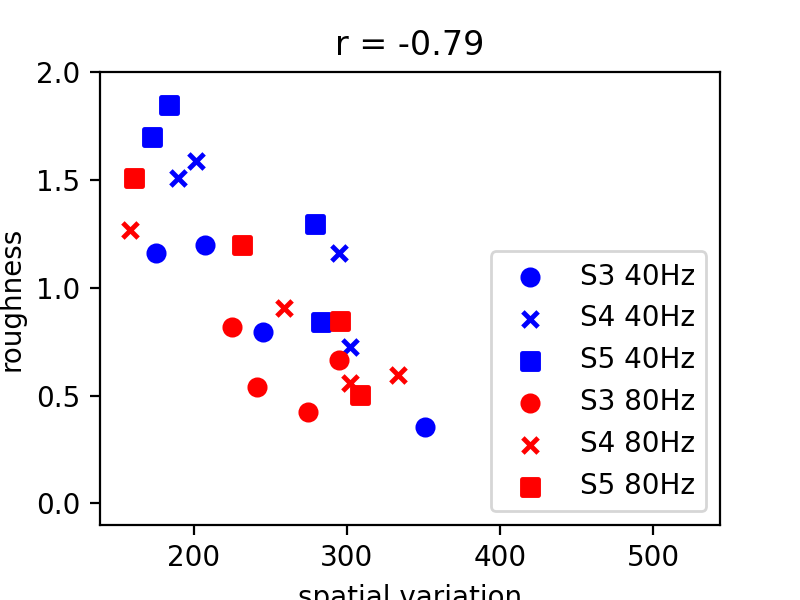 r = -0.79
2.0
1.5
1.0
0.5
0.0
roughness
S3 40Hz
S4 40Hz
S5 40Hz
S3 80Hz
S4 80Hz
S5 80Hz
200 300 400 500
spatial variation